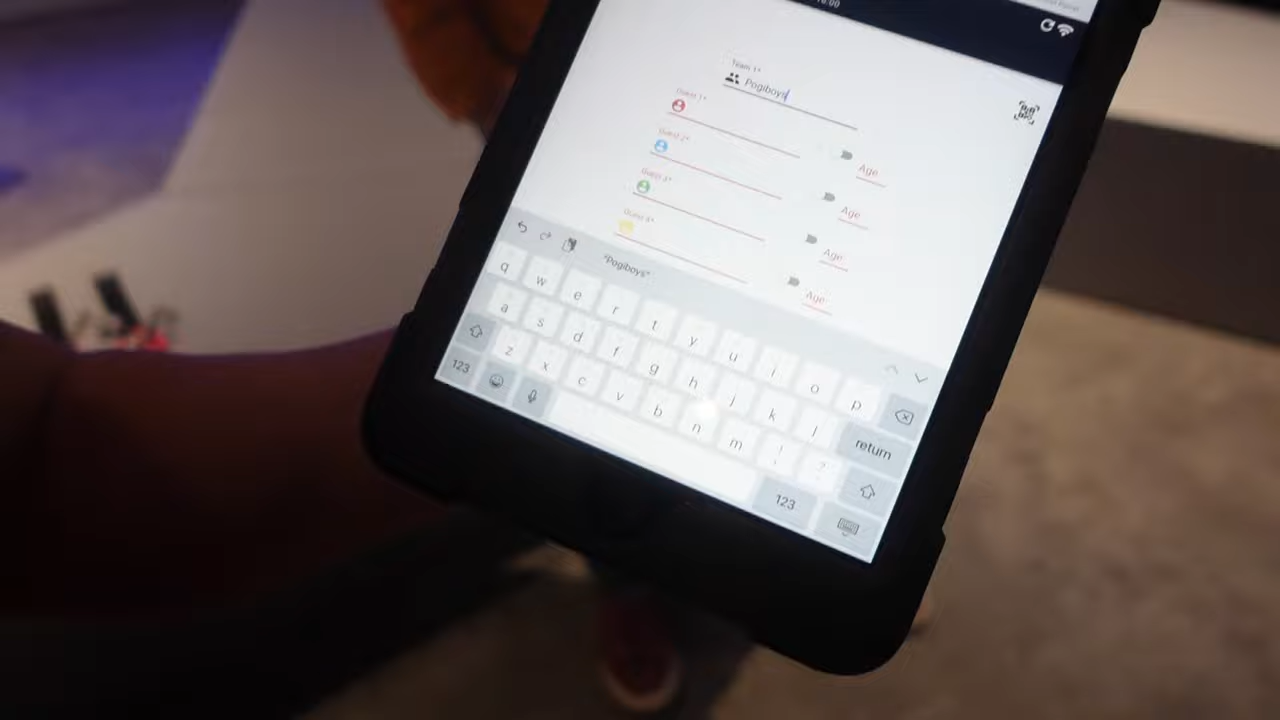 Team 1*
Pogiboys
Guest 1*
Age
Guest 2*
Age
Guest 3*
Age
Guest 4*
Age
"Pogiboys"
q w e r t y u i o p
a s d f g h j k l return
z x c v b n m ! ?
123 123